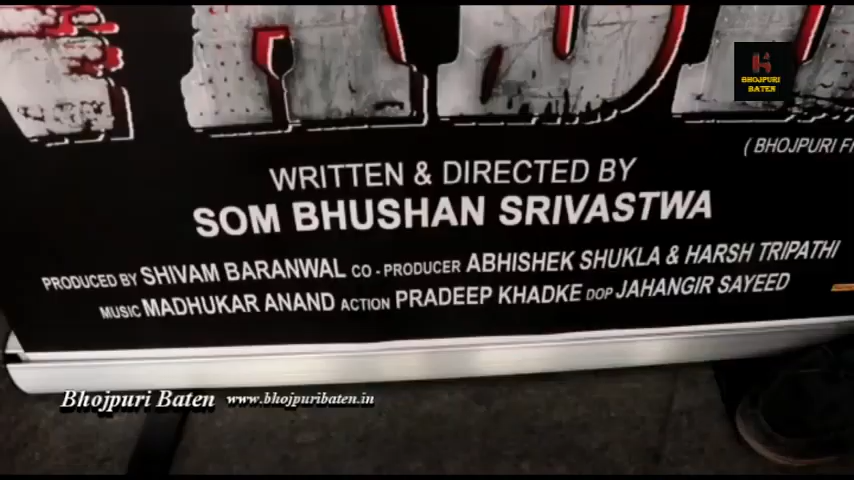 BHOJPURI
BATEN
( BHOJPURI
WRITTEN & DIRECTED BY
SOM BHUSHAN SRIVASTWA
PRODUCED BY SHIVAM BARANWAL CO - PRODUCER ABHISHEK SHUKLA & HARSH TRIPATHI
MUSIC MADHUKAR ANAND ACTION PRADEEP KHADKE DOP JAHANGIR SAYEED
Bhojpuri Baten www.bhojpuribaten.in